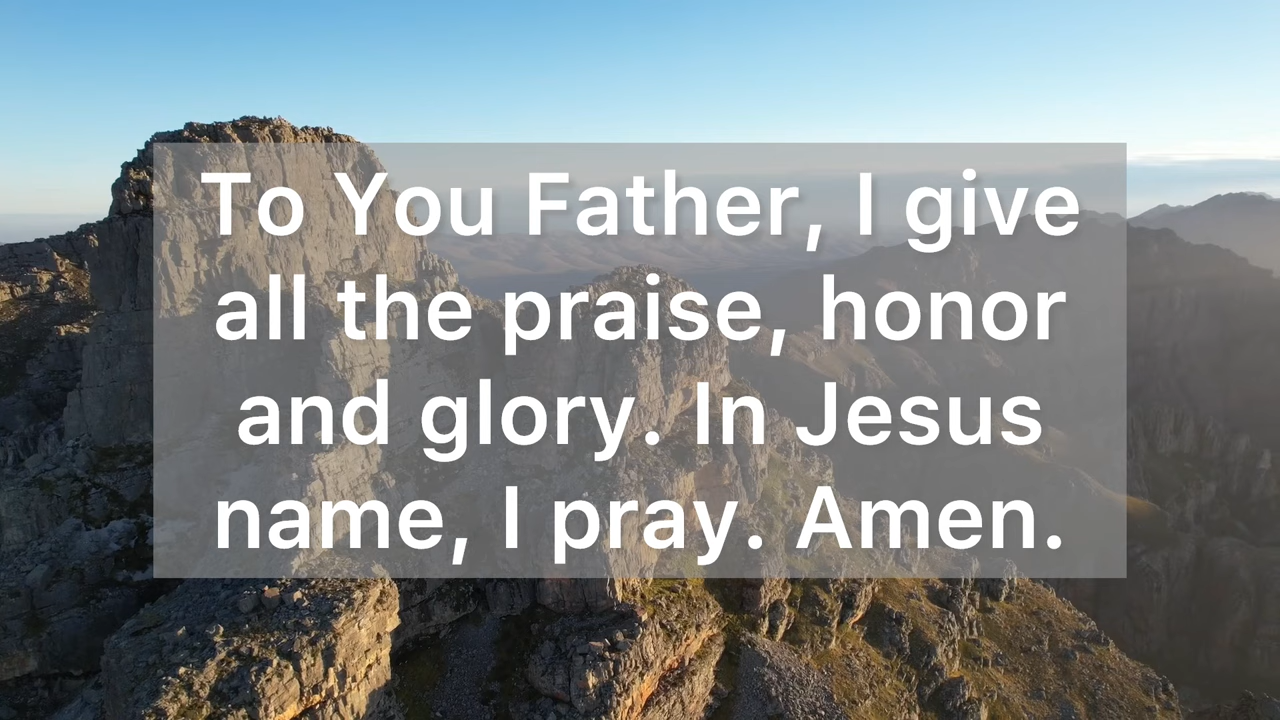 To You Father, I give
all the praise, honor
and glory. In Jesus
name, I pray. Amen.